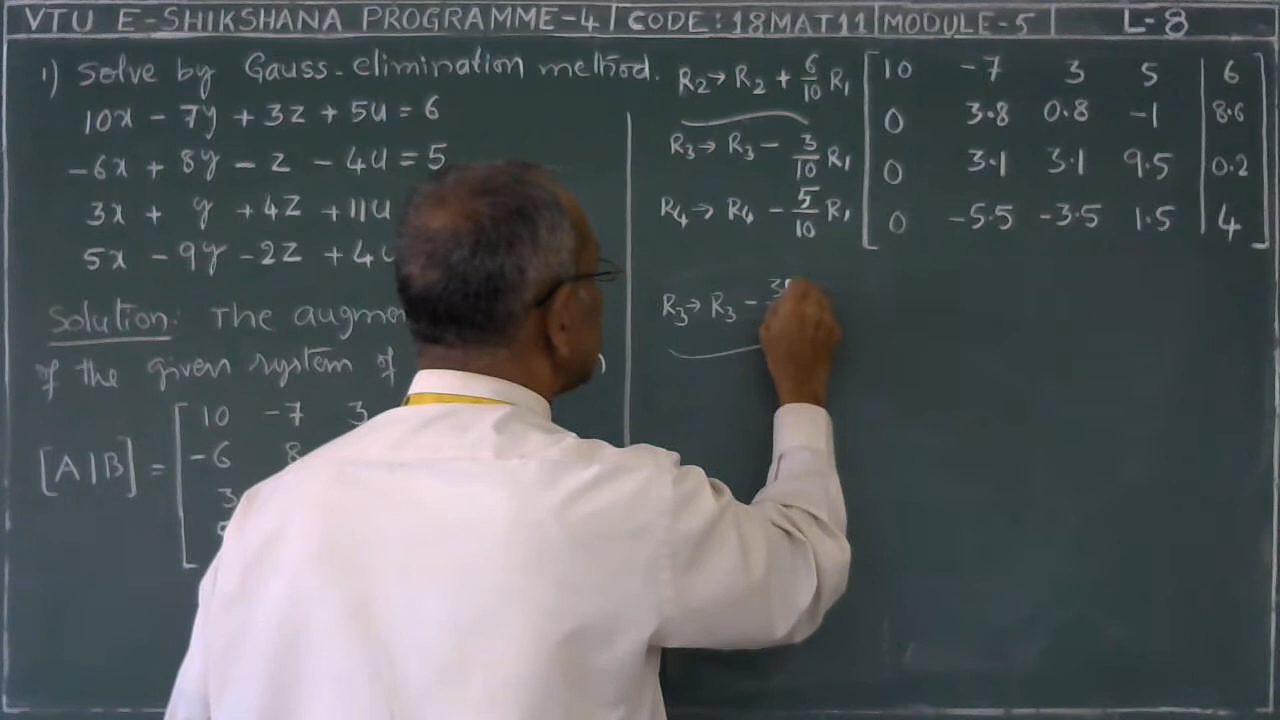 VTU E-SHIKSHANA PROGRAMME-4 | CODE:18MAT11 | MODULE-5 | L-8
1) Solve by Gauss-elimination method.
10x - 7y + 3z + 5u = 6
-6x + 8y - z - 4u = 5
3x + y + 4z + 11u
5x - 9y - 2z + 4u
Solution: The augm
of the given system of
[A|B] = [ 10 -7 3
-6 8
3
R2→R2 + 6/10 R1 [ 10 -7 3 5 | 6
0 3.8 0.8 -1 | 8.6
R3→R3 - 3/10 R1 0 3.1 3.1 9.5 | 0.2
R4→R4 - 5/10 R1 0 -5.5 -3.5 1.5 | 4 ]
R3→R3 - 3